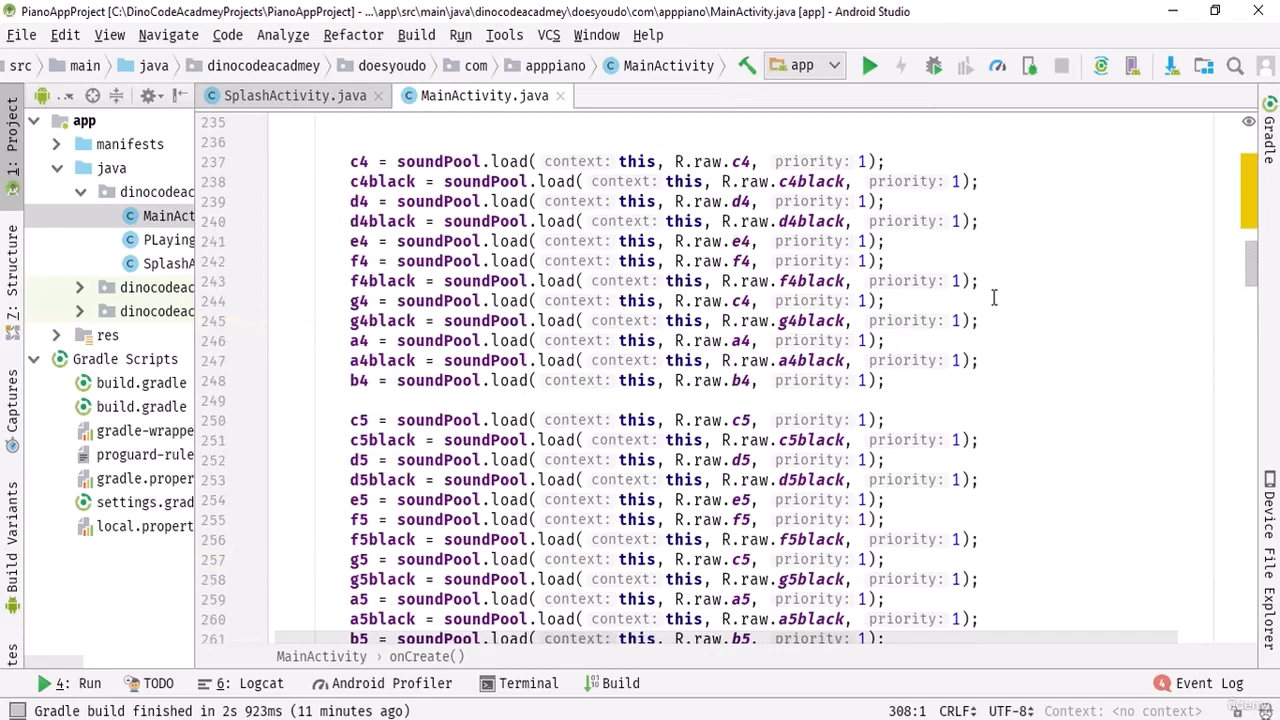 PianoAppProject [C:\DinoCodeAcadmeyProjects\PianoAppProject] - ...\app\src\main\java\dinocodeacadmey\doesyoudo\com\apppiano\MainActivity.java [app] - Android Studio
File Edit View Navigate Code Analyze Refactor Build Run Tools VCS Window Help
src main java dinocodeacadmey doesyoudo com apppiano MainActivity app
SplashActivity.java MainActivity.java
1: Project
Z: Structure
Captures
Build Variants
tes
app
manifests
java
dinocodeac
MainAct
PLaying
SplashA
dinocodeac
dinocodeac
res
Gradle Scripts
build.gradle
build.gradle
gradle-wrappe
proguard-rule
gradle.proper
settings.grad
local.propert
235
236
237 c4 = soundPool.load( context: this, R.raw.c4, priority: 1);
238 c4black = soundPool.load( context: this, R.raw.c4black, priority: 1);
239 d4 = soundPool.load( context: this, R.raw.d4, priority: 1);
240 d4black = soundPool.load( context: this, R.raw.d4black, priority: 1);
241 e4 = soundPool.load( context: this, R.raw.e4, priority: 1);
242 f4 = soundPool.load( context: this, R.raw.f4, priority: 1);
243 f4black = soundPool.load( context: this, R.raw.f4black, priority: 1);
244 g4 = soundPool.load( context: this, R.raw.c4, priority: 1);
245 g4black = soundPool.load( context: this, R.raw.g4black, priority: 1);
246 a4 = soundPool.load( context: this, R.raw.a4, priority: 1);
247 a4black = soundPool.load( context: this, R.raw.a4black, priority: 1);
248 b4 = soundPool.load( context: this, R.raw.b4, priority: 1);
249
250 c5 = soundPool.load( context: this, R.raw.c5, priority: 1);
251 c5black = soundPool.load( context: this, R.raw.c5black, priority: 1);
252 d5 = soundPool.load( context: this, R.raw.d5, priority: 1);
253 d5black = soundPool.load( context: this, R.raw.d5black, priority: 1);
254 e5 = soundPool.load( context: this, R.raw.e5, priority: 1);
255 f5 = soundPool.load( context: this, R.raw.f5, priority: 1);
256 f5black = soundPool.load( context: this, R.raw.f5black, priority: 1);
257 g5 = soundPool.load( context: this, R.raw.c5, priority: 1);
258 g5black = soundPool.load( context: this, R.raw.g5black, priority: 1);
259 a5 = soundPool.load( context: this, R.raw.a5, priority: 1);
260 a5black = soundPool.load( context: this, R.raw.a5black, priority: 1);
261 b5 = soundPool.load( context: this, R.raw.b5, priority: 1);
MainActivity › onCreate()
Gradle
Device File Explorer
4: Run TODO 6: Logcat Android Profiler Terminal Build 4 Event Log
Gradle build finished in 2s 923ms (11 minutes ago) 308:1 CRLF UTF-8 Context: <no context>